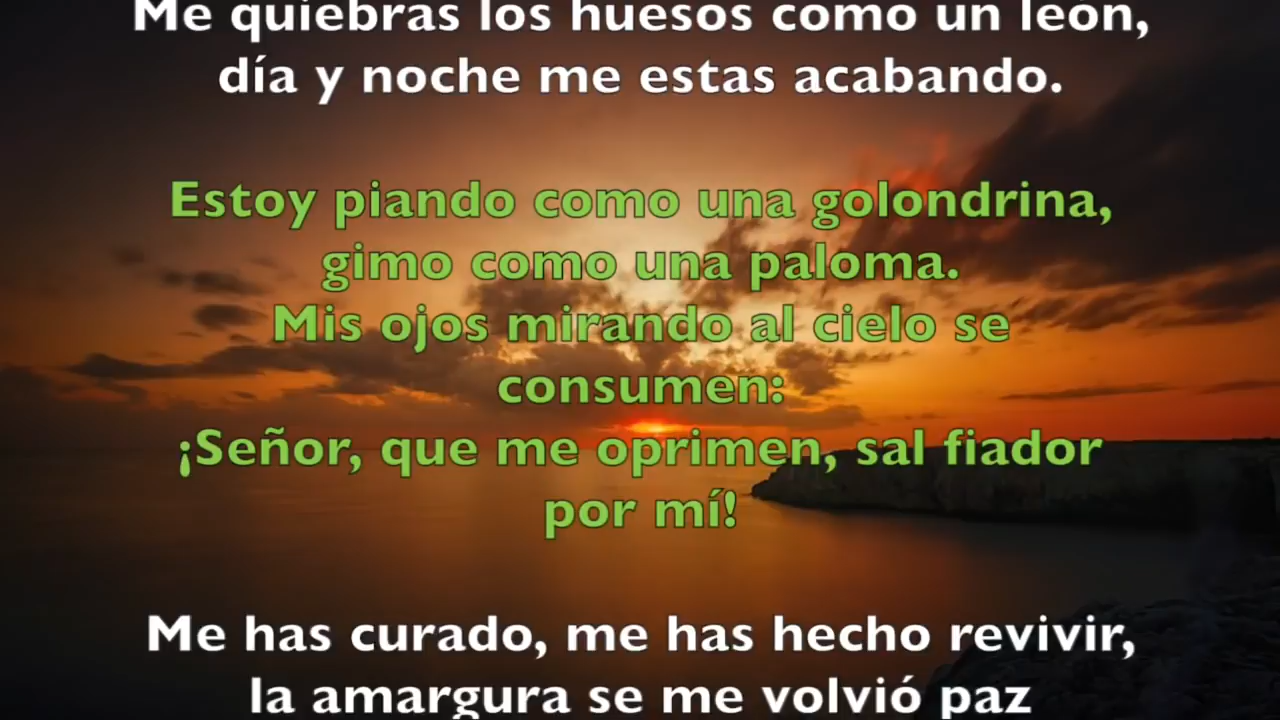 Me quiebras los huesos como un león,
día y noche me estas acabando.
Estoy piando como una golondrina,
gimo como una paloma.
Mis ojos mirando al cielo se
consumen:
¡Señor, que me oprimen, sal fiador
por mí!
Me has curado, me has hecho revivir,
la amargura se me volvió paz